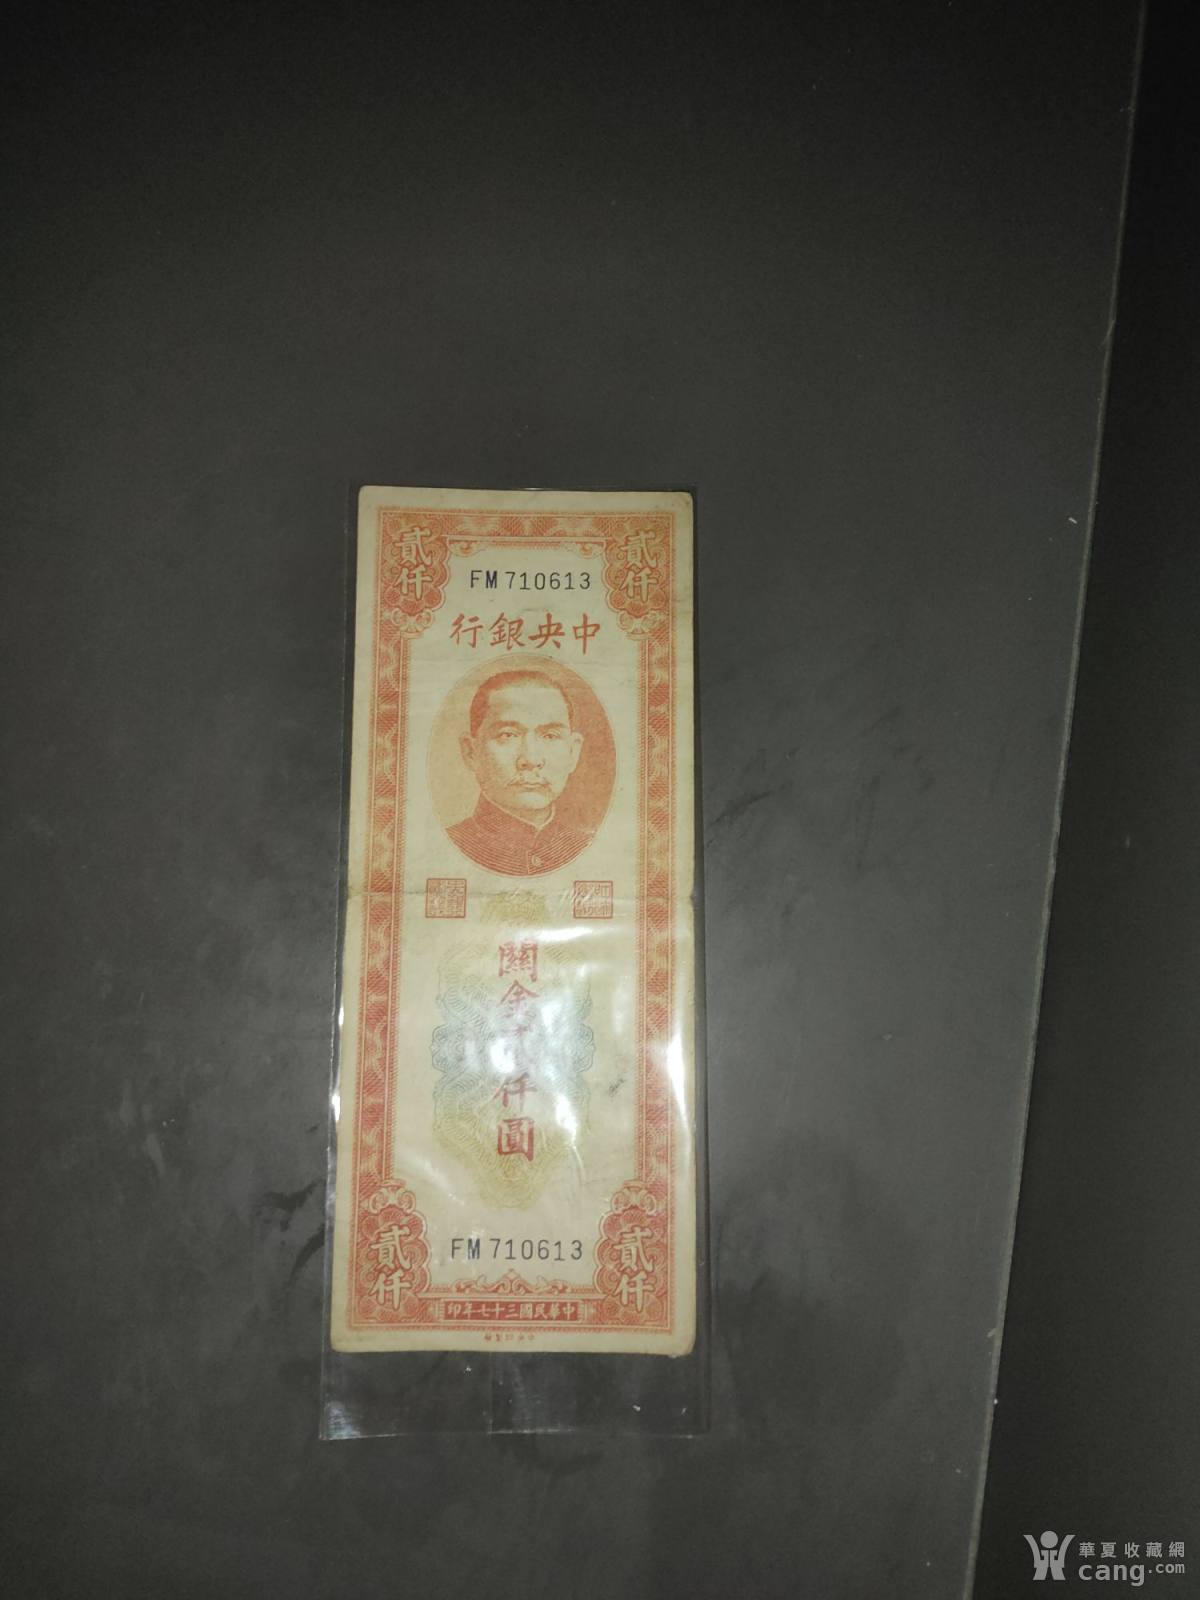 貳仟
貳仟
FM 710613
中央銀行
關金貳仟圓
FM 710613
貳仟
貳仟
中華民國三十七年印
華夏收藏網
cang.com